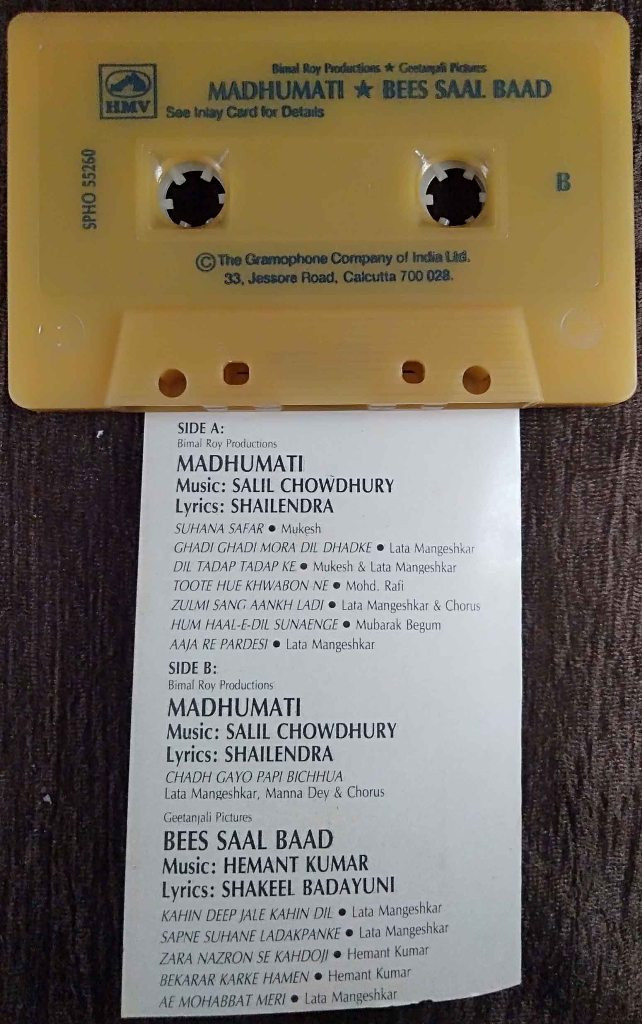 Bimal Roy Productions ★ Geetanjali Pictures
HMV
MADHUMATI ★ BEES SAAL BAAD
See Inlay Card for Details
SPHO 55260
B
© The Gramophone Company of India Ltd.
33, Jessore Road, Calcutta 700 028.
SIDE A:
Bimal Roy Productions
MADHUMATI
Music: SALIL CHOWDHURY
Lyrics: SHAILENDRA
SUHANA SAFAR ● Mukesh
GHADI GHADI MORA DIL DHADKE ● Lata Mangeshkar
DIL TADAP TADAP KE ● Mukesh & Lata Mangeshkar
TOOTE HUE KHWABON NE ● Mohd. Rafi
ZULMI SANG AANKH LADI ● Lata Mangeshkar & Chorus
HUM HAAL-E-DIL SUNAENGE ● Mubarak Begum
AAJA RE PARDESI ● Lata Mangeshkar
SIDE B:
Bimal Roy Productions
MADHUMATI
Music: SALIL CHOWDHURY
Lyrics: SHAILENDRA
CHADH GAYO PAPI BICHHUA
Lata Mangeshkar, Manna Dey & Chorus
Geetanjali Pictures
BEES SAAL BAAD
Music: HEMANT KUMAR
Lyrics: SHAKEEL BADAYUNI
KAHIN DEEP JALE KAHIN DIL ● Lata Mangeshkar
SAPNE SUHANE LADAKPANKE ● Lata Mangeshkar
ZARA NAZRON SE KAHDOJI ● Hemant Kumar
BEKARAR KARKE HAMEN ● Hemant Kumar
AE MOHABBAT MERI ● Lata Mangeshkar